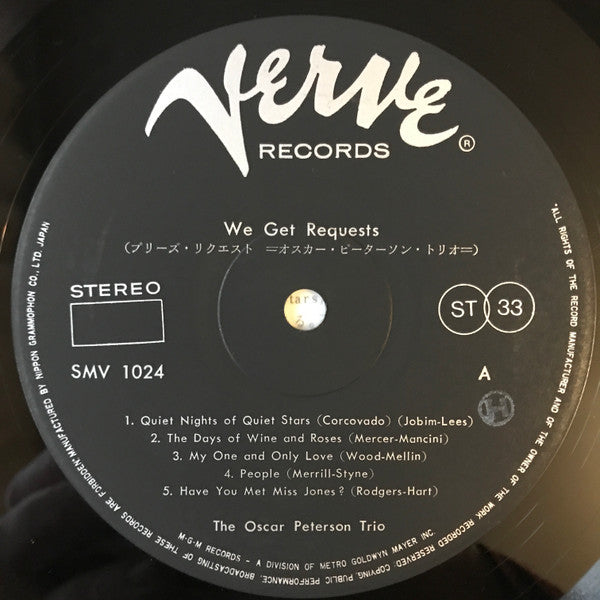 Verve
RECORDS ®
We Get Requests
(プリーズ・リクエスト ＝オスカー・ピーターソン・トリオ＝)
STEREO
ST 33
SMV 1024
A
tars
る。
H
1. Quiet Nights of Quiet Stars (Corcovado) (Jobim-Lees)
2. The Days of Wine and Roses (Mercer-Mancini)
3. My One and Only Love (Wood-Mellin)
4. People (Merrill-Styne)
5. Have You Met Miss Jones? (Rodgers-Hart)
The Oscar Peterson Trio
M·G·M RECORDS - A DIVISION OF METRO GOLDWYN MAYER INC.
"ALL RIGHTS OF THE RECORD MANUFACTURER AND OF THE OWNER OF THE WORK RECORDED RESERVED: COPYING, PUBLIC PERFORMANCE, BROADCASTING OF THESE RECORDS ARE FORBIDDEN" MANUFACTURED BY NIPPON GRAMMOPHON CO., LTD, JAPAN